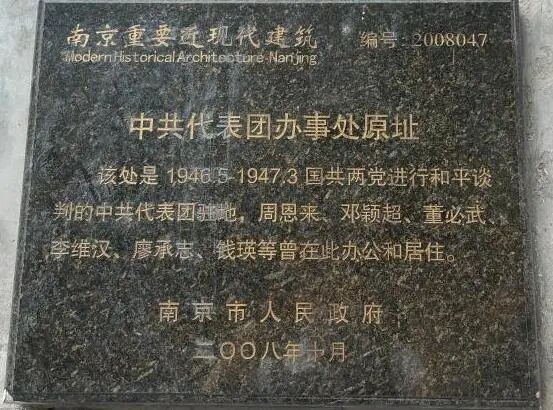 南京重要近现代建筑 编号 2008047
Modern Historical Architecture Nanjing
中共代表团办事处原址
该处是 1946.5-1947.3 国共两党进行和平谈
判的中共代表团驻地，周恩来、邓颖超、董必武、
李维汉、廖承志、钱瑛等曾在此办公和居住。
南京市人民政府
二〇〇八年十月